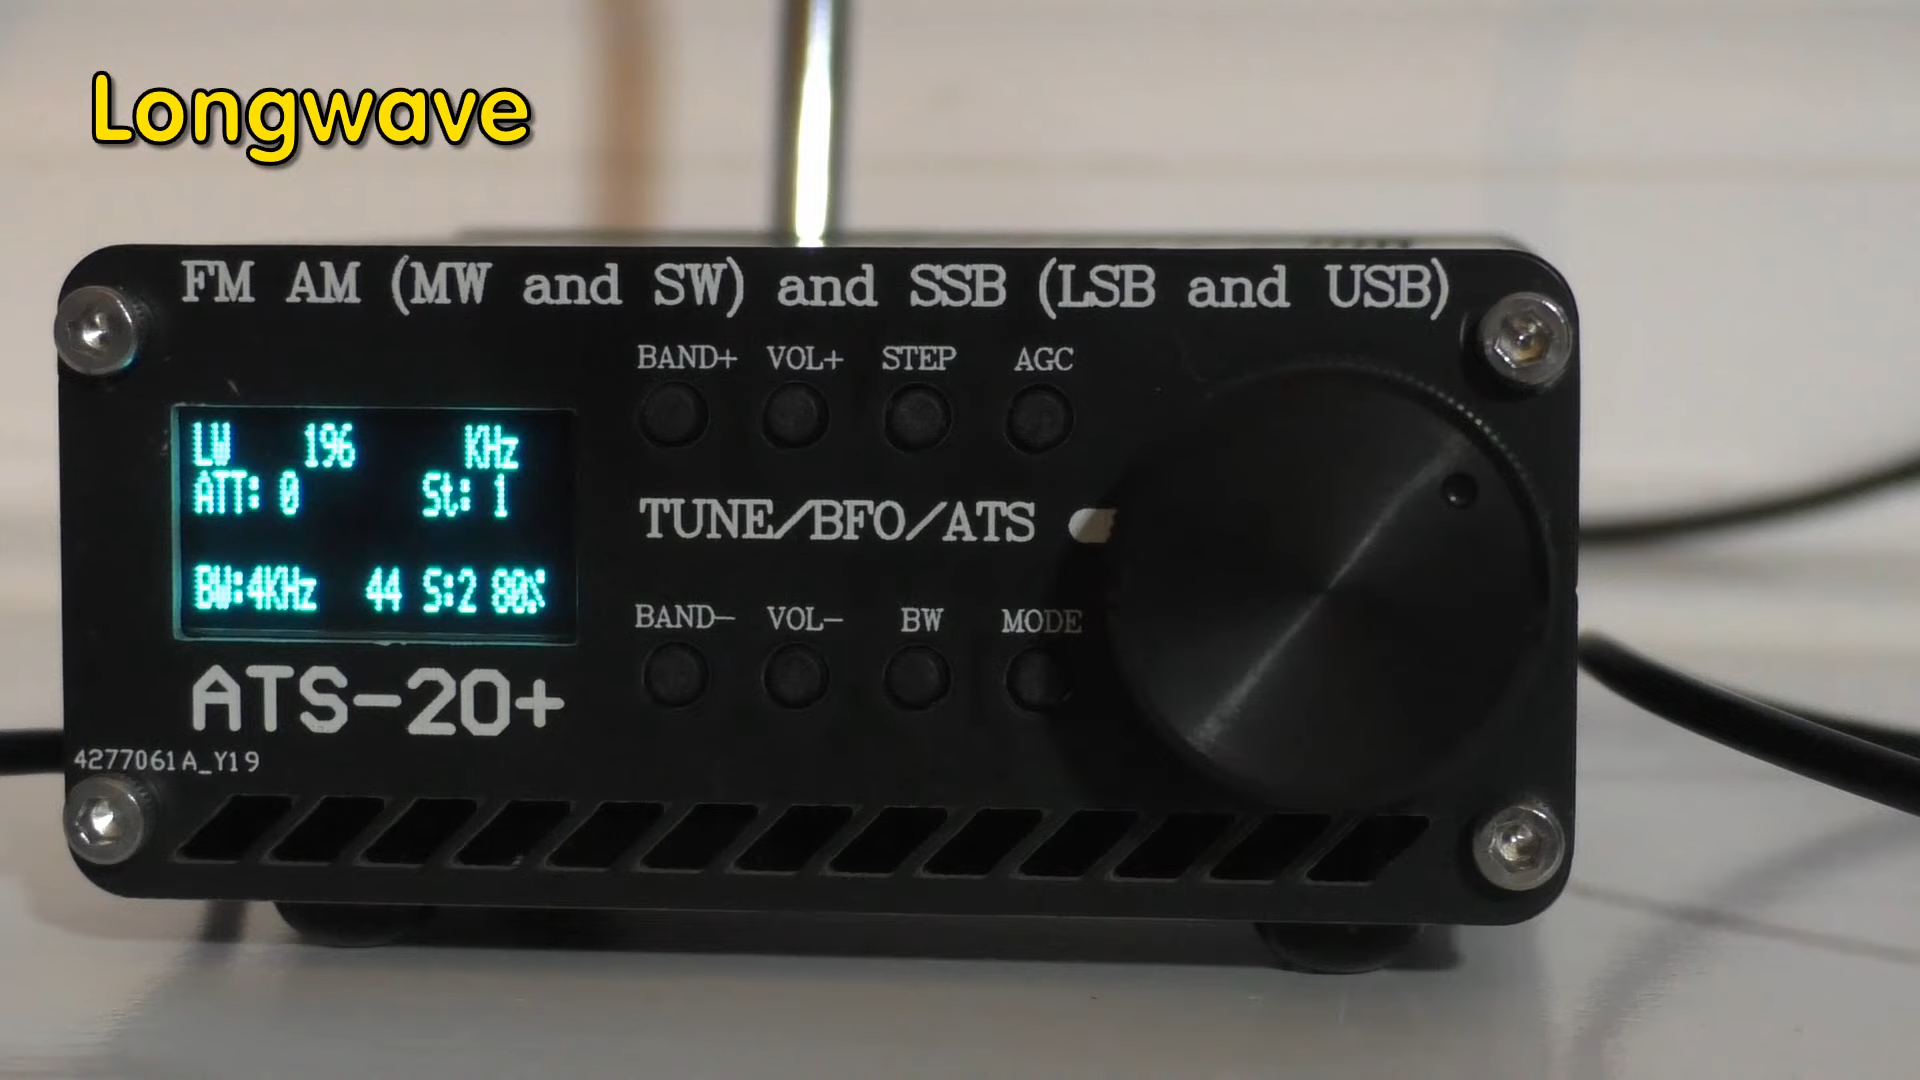 Longwave
FM AM (MW and SW) and SSB (LSB and USB)
BAND+ VOL+ STEP AGC
LW 196 KHz
ATT: 0 St: 1
TUNE/BFO/ATS
BW:4KHz 44 S:2 80%
BAND- VOL- BW MODE
ATS-20+
4277061A_Y19